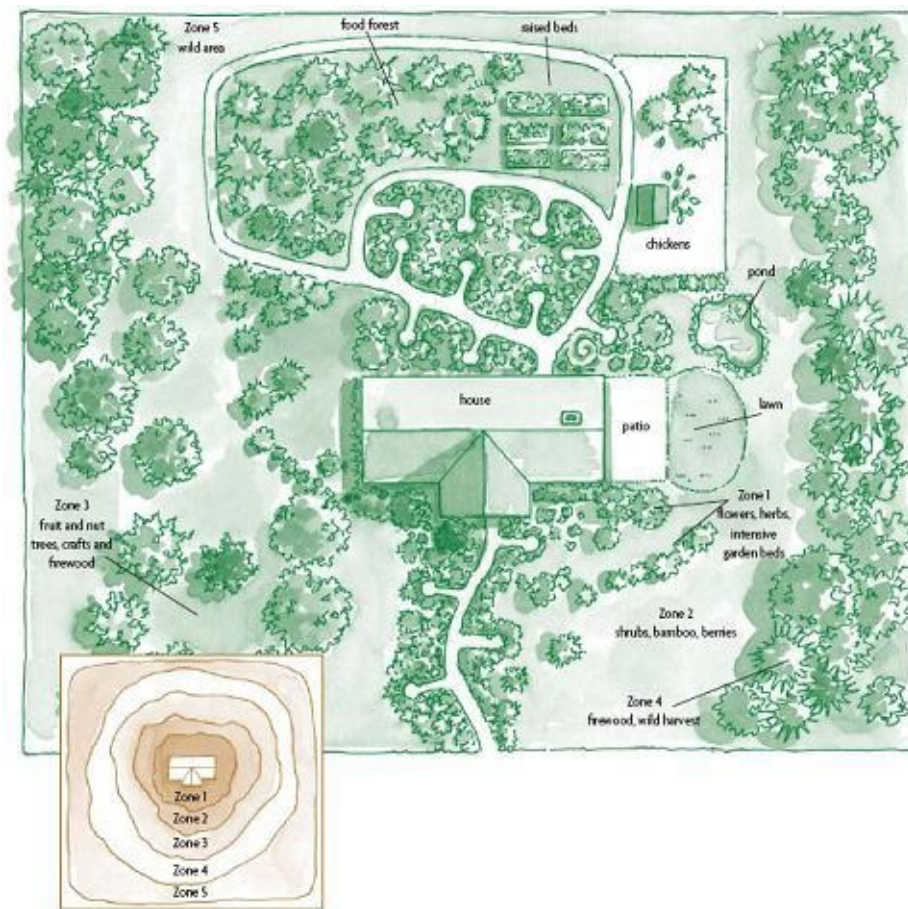 Zone 5
wild area
food forest
raised beds
chickens
pond
house
patio
lawn
Zone 1
flowers, herbs,
intensive
garden beds
Zone 3
fruit and nut
trees, crafts and
firewood
Zone 2
shrubs, bamboo, berries
Zone 4
firewood, wild harvest
Zone 1
Zone 2
Zone 3
Zone 4
Zone 5